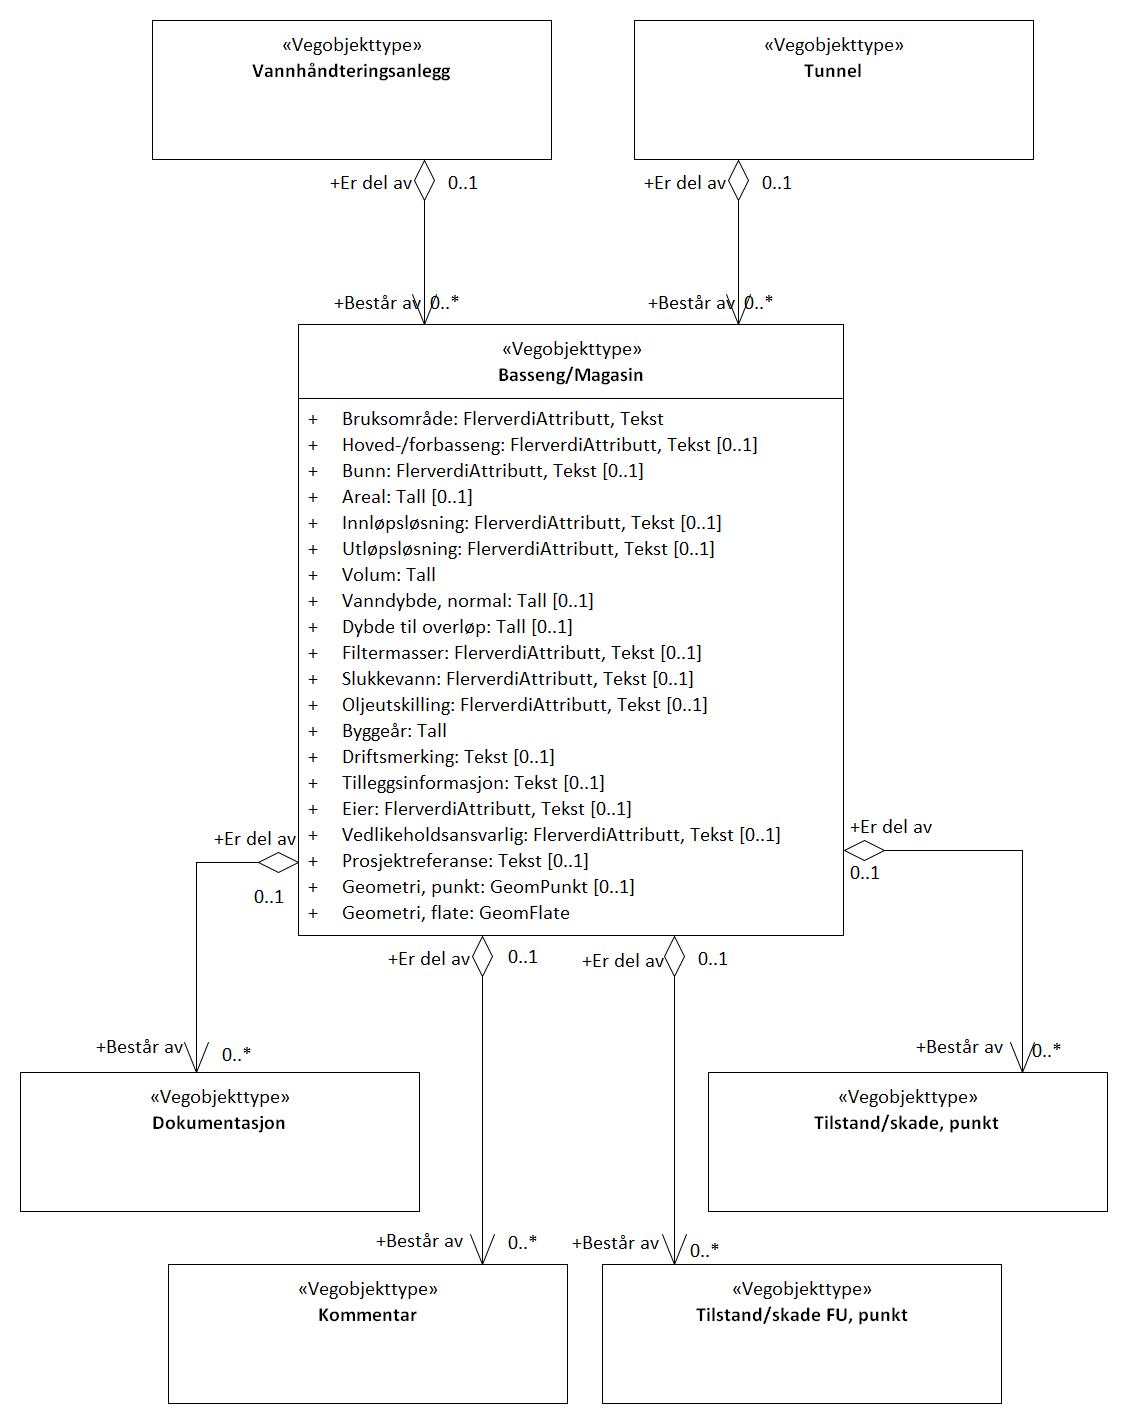 «Vegobjekttype»
Vannhåndteringsanlegg
«Vegobjekttype»
Tunnel
+Er del av
0..1
+Er del av
0..1
+Består av
0..*
+Består av
0..*
«Vegobjekttype»
Basseng/Magasin
+ Bruksområde: FlerverdiAttributt, Tekst
+ Hoved-/forbasseng: FlerverdiAttributt, Tekst [0..1]
+ Bunn: FlerverdiAttributt, Tekst [0..1]
+ Areal: Tall [0..1]
+ Innløpsløsning: FlerverdiAttributt, Tekst [0..1]
+ Utløpsløsning: FlerverdiAttributt, Tekst [0..1]
+ Volum: Tall
+ Vanndybde, normal: Tall [0..1]
+ Dybde til overløp: Tall [0..1]
+ Filtermasser: FlerverdiAttributt, Tekst [0..1]
+ Slukkevann: FlerverdiAttributt, Tekst [0..1]
+ Oljeutskilling: FlerverdiAttributt, Tekst [0..1]
+ Byggeår: Tall
+ Driftsmerking: Tekst [0..1]
+ Tilleggsinformasjon: Tekst [0..1]
+ Eier: FlerverdiAttributt, Tekst [0..1]
+ Vedlikeholdsansvarlig: FlerverdiAttributt, Tekst [0..1]
+ Prosjektreferanse: Tekst [0..1]
+ Geometri, punkt: GeomPunkt [0..1]
+ Geometri, flate: GeomFlate
+Er del av
0..1
+Er del av
0..1
+Er del av
0..1
+Er del av
0..1
+Består av
0..*
+Består av
0..*
«Vegobjekttype»
Dokumentasjon
«Vegobjekttype»
Tilstand/skade, punkt
+Består av
0..*
+Består av
0..*
«Vegobjekttype»
Kommentar
«Vegobjekttype»
Tilstand/skade FU, punkt